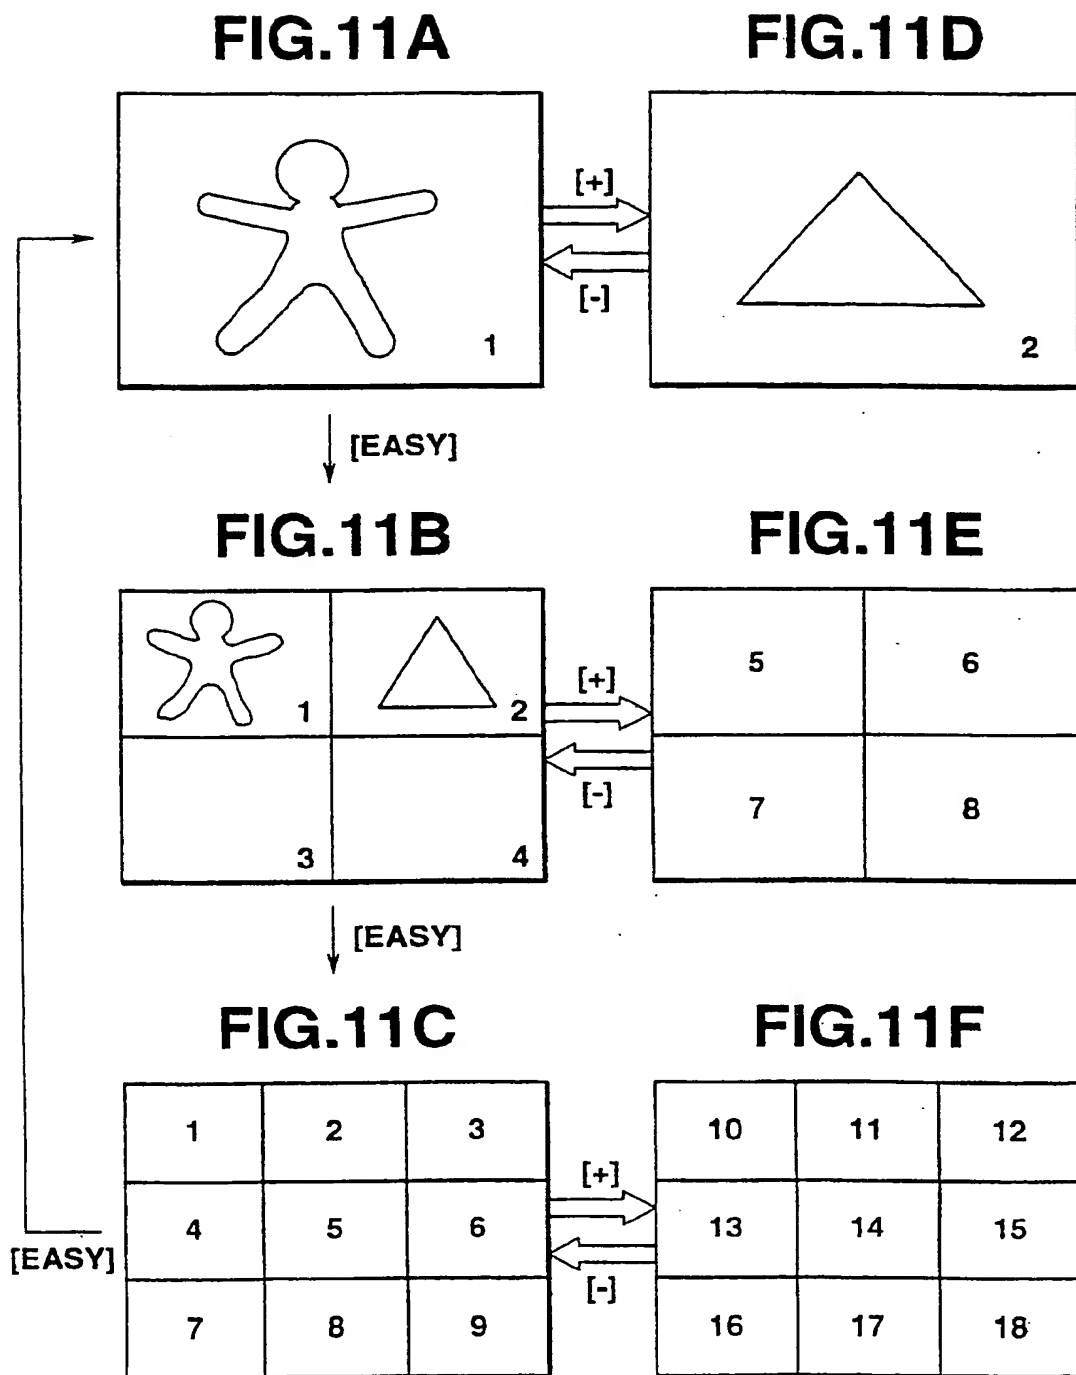 FIG.11A FIG.11D
[+]
[-]
1 2
[EASY]
FIG.11B FIG.11E
1 2
3 4
[+]
[-]
5 6
7 8
[EASY]
FIG.11C FIG.11F
1 2 3
4 5 6
7 8 9
[+]
[-]
10 11 12
13 14 15
16 17 18
[EASY]